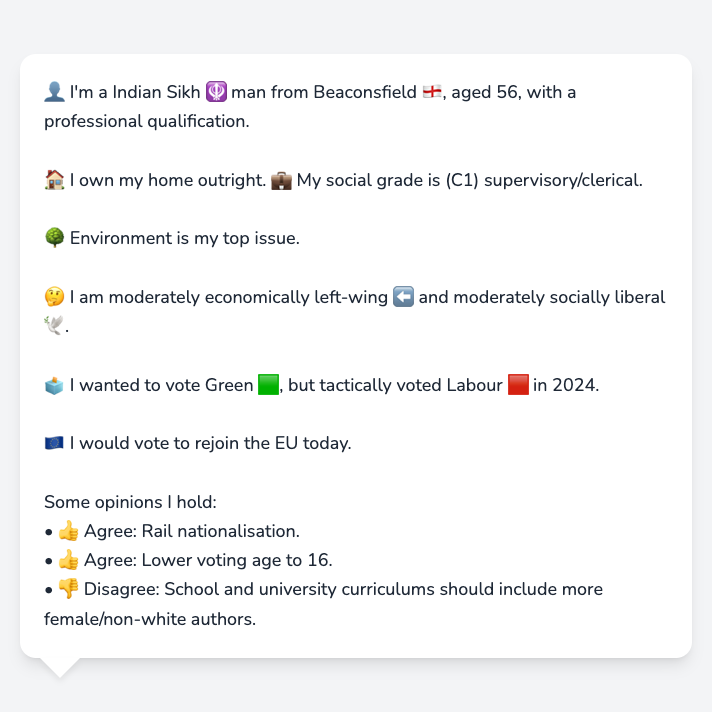 👤 I'm a Indian Sikh 🪯 man from Beaconsfield 🏴󠁧󠁢󠁥󠁮󠁧󠁿, aged 56, with a
professional qualification.
🏠 I own my home outright. 💼 My social grade is (C1) supervisory/clerical.
🌳 Environment is my top issue.
🤔 I am moderately economically left-wing ⬅️ and moderately socially liberal
🕊️.
🗳️ I wanted to vote Green 🟩, but tactically voted Labour 🟥 in 2024.
🇪🇺 I would vote to rejoin the EU today.
Some opinions I hold:
• 👍 Agree: Rail nationalisation.
• 👍 Agree: Lower voting age to 16.
• 👎 Disagree: School and university curriculums should include more
female/non-white authors.